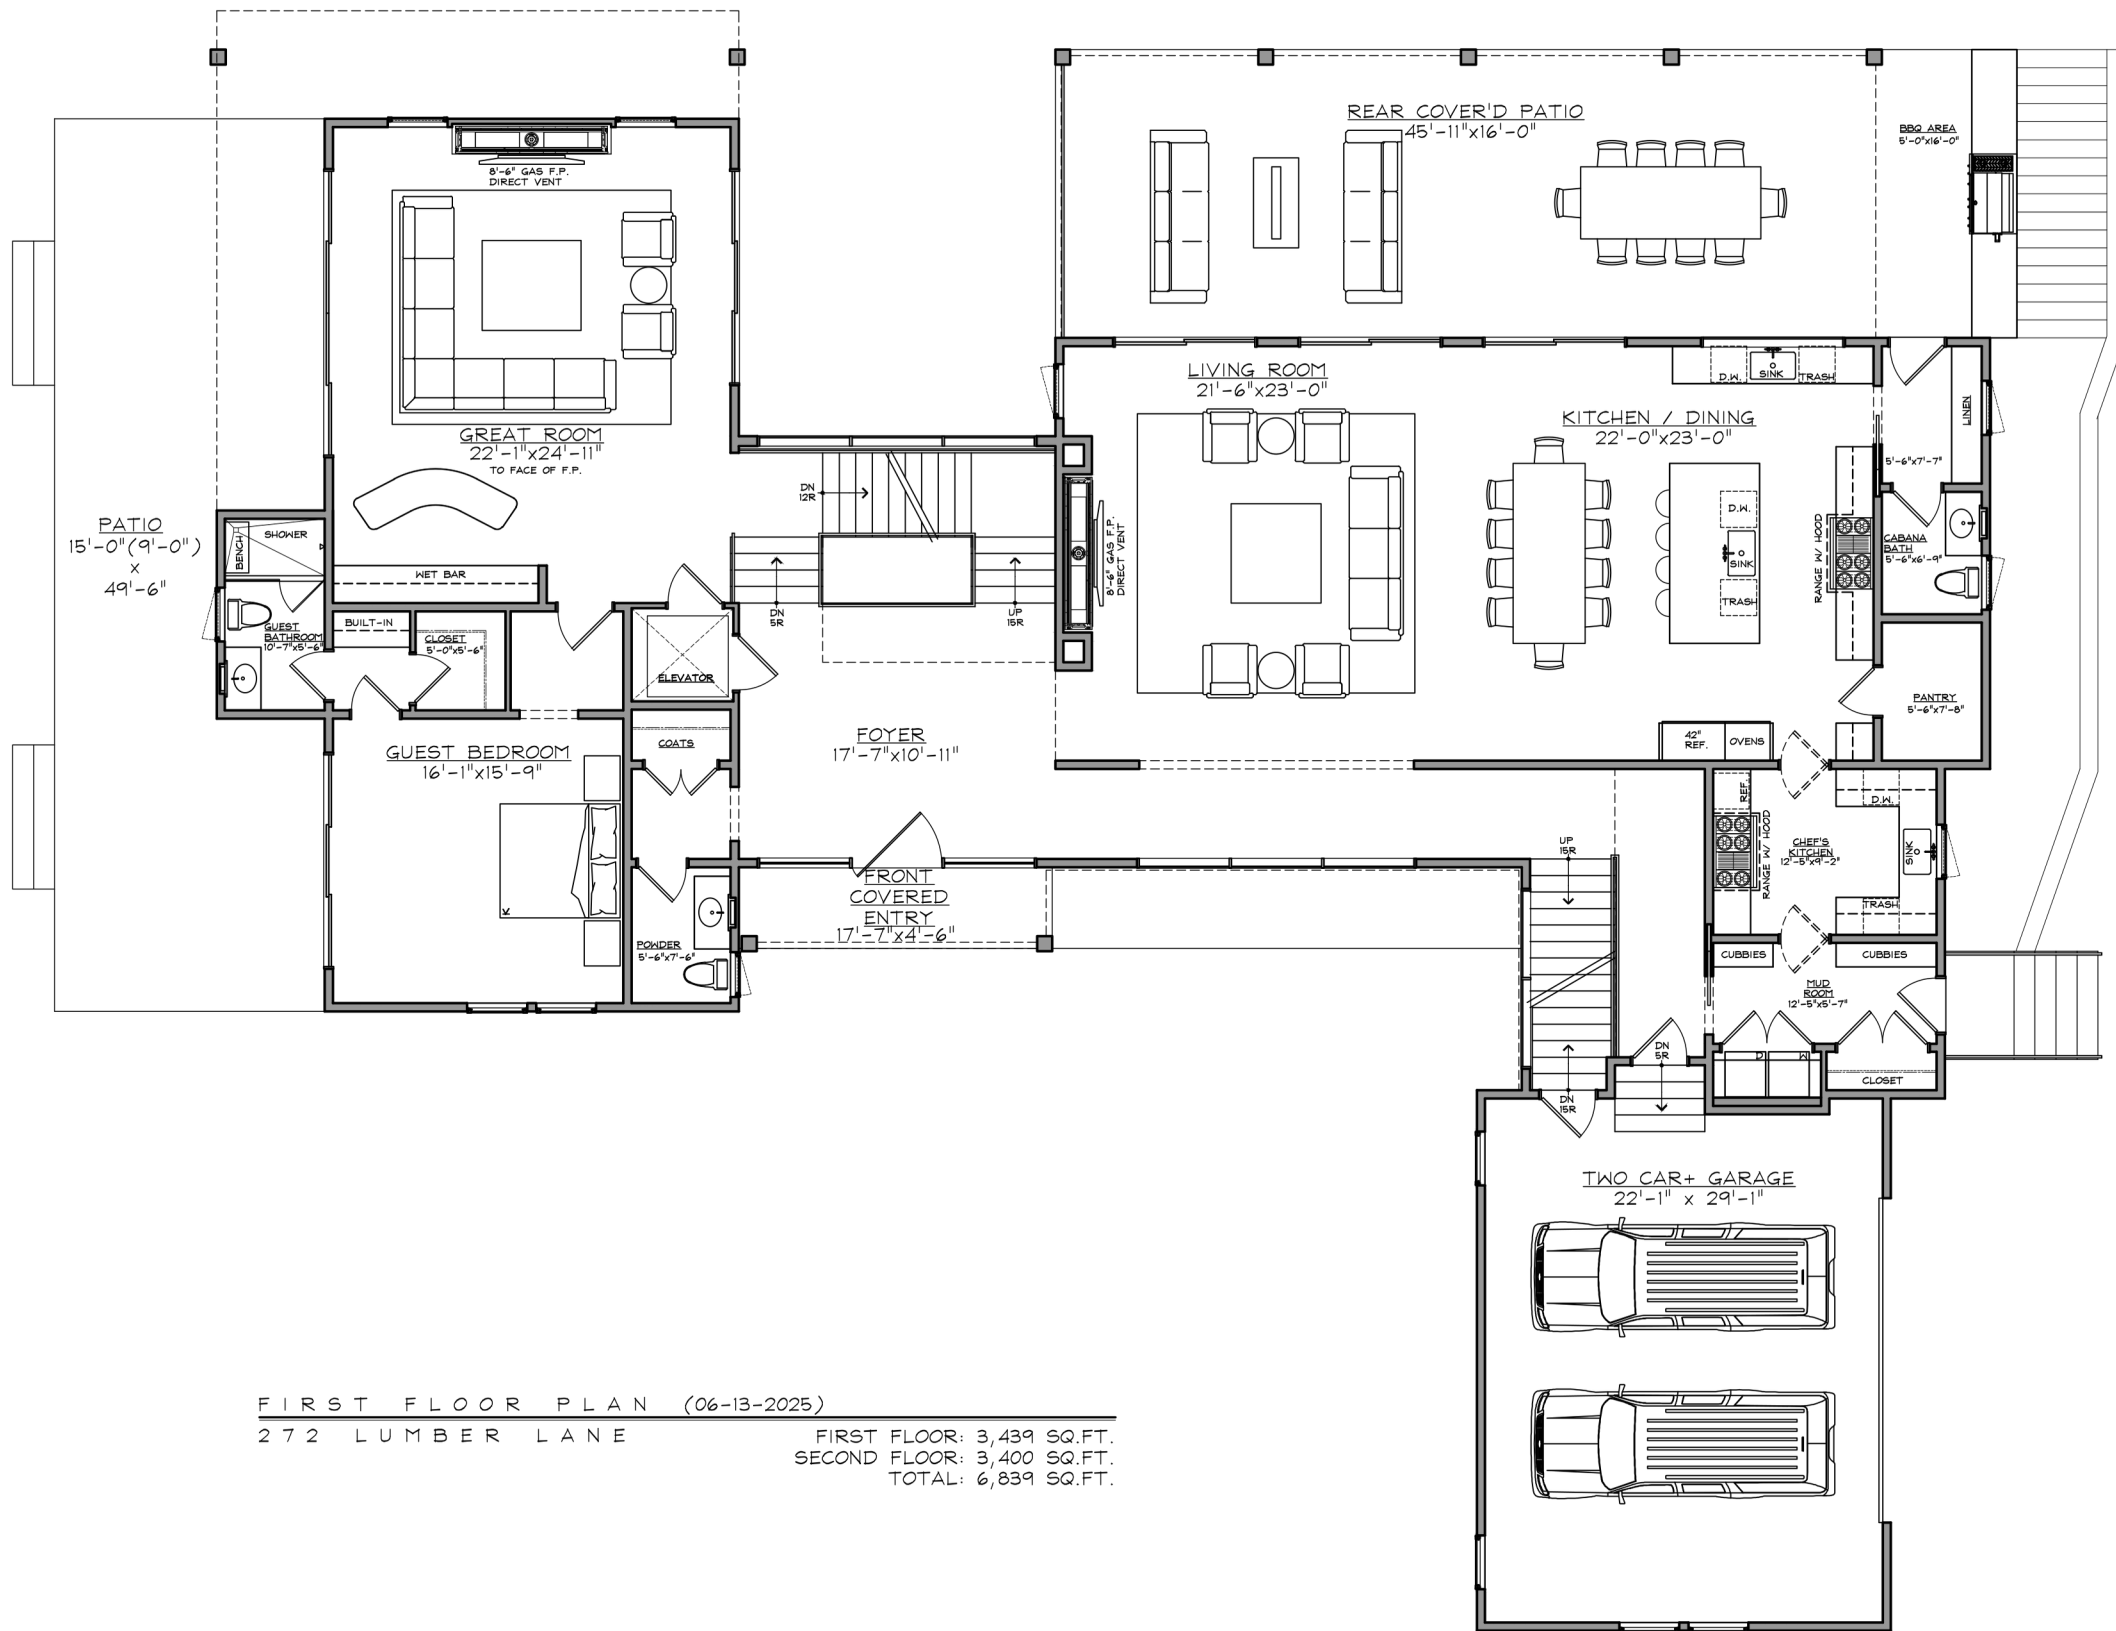 REAR COVER'D PATIO
45'-11"x16'-0"
BBQ AREA
5'-0"x16'-0"
8'-6" GAS F.P.
DIRECT VENT
GREAT ROOM
22'-1"x24'-11"
TO FACE OF F.P.
LIVING ROOM
21'-6"x23'-0"
D.W.
SINK
TRASH
KITCHEN / DINING
22'-0"x23'-0"
LINEN
5'-6"x7'-7"
DN
12R
8'-6" GAS F.P.
DIRECT VENT
D.W.
SINK
TRASH
RANGE W/ HOOD
CABANA
BATH
5'-6"x6'-9"
PATIO
15'-0"(9'-0")
x
49'-6"
BENCH
SHOWER
WET BAR
DN
5R
UP
15R
GUEST
BATHROOM
10'-7"x5'-6"
BUILT-IN
CLOSET
5'-0"x5'-6"
ELEVATOR
PANTRY
5'-6"x7'-8"
COATS
FOYER
17'-7"x10'-11"
42"
REF.
OVENS
GUEST BEDROOM
16'-1"x15'-9"
K
REF.
D.W.
RANGE W/ HOOD
CHEF'S
KITCHEN
12'-5"x9'-2"
SINK
TRASH
UP
15R
FRONT
COVERED
ENTRY
17'-7"x4'-6"
POWDER
5'-6"x7'-6"
CUBBIES
CUBBIES
MUD
ROOM
12'-5"x5'-7"
DN
5R
D
W
CLOSET
DN
15R
TWO CAR+ GARAGE
22'-1" x 29'-1"
FIRST FLOOR PLAN (06-13-2025)
272 LUMBER LANE
FIRST FLOOR: 3,439 SQ.FT.
SECOND FLOOR: 3,400 SQ.FT.
TOTAL: 6,839 SQ.FT.